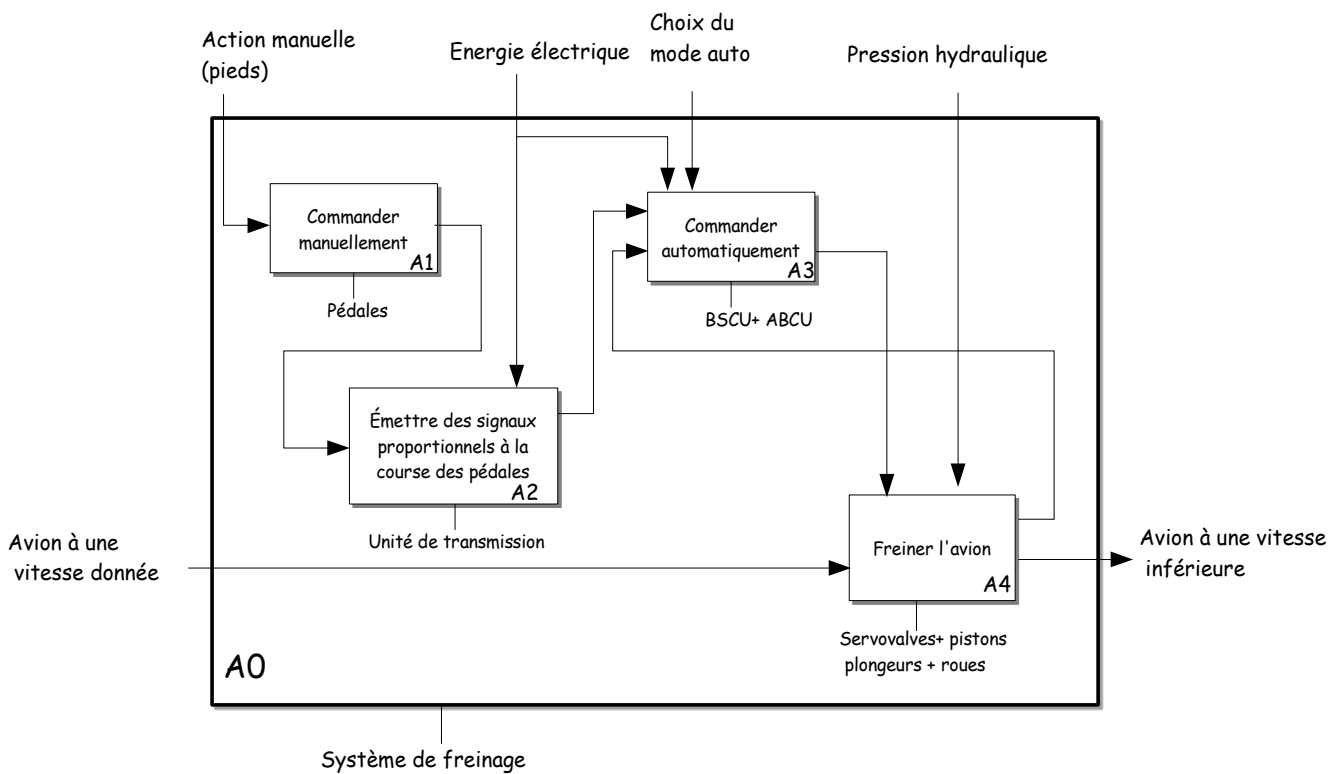 Action manuelle
(pieds)
Energie électrique
Choix du
mode auto
Pression hydraulique
Commander
manuellement
A1
Pédales
Commander
automatiquement
A3
BSCU+ ABCU
Émettre des signaux
proportionnels à la
course des pédales
A2
Unité de transmission
Avion à une
vitesse donnée
Freiner l'avion
A4
Servovalves+ pistons
plongeurs + roues
Avion à une vitesse
inférieure
A0
Système de freinage